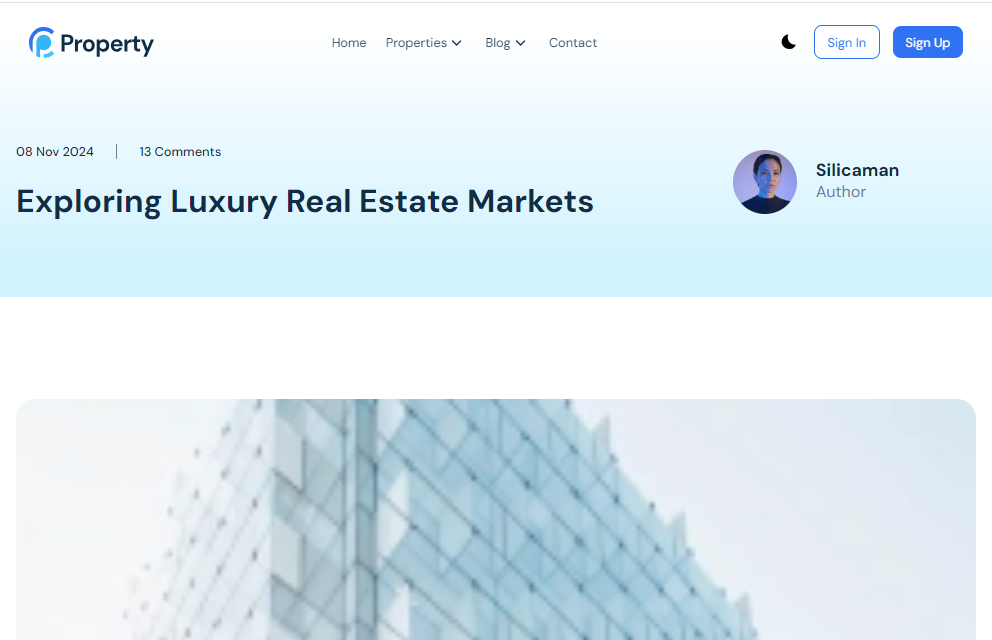 Property
Home Properties Blog Contact
Sign In Sign Up
08 Nov 2024 13 Comments
Exploring Luxury Real Estate Markets
Silicaman
Author